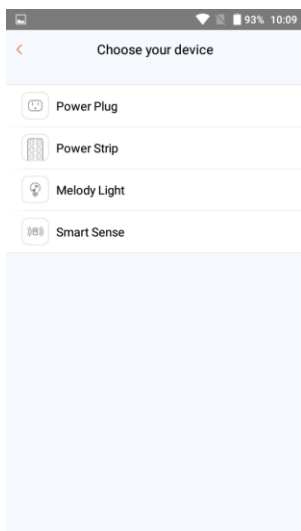 93% 10:09
Choose your device
Power Plug
Power Strip
Melody Light
Smart Sense